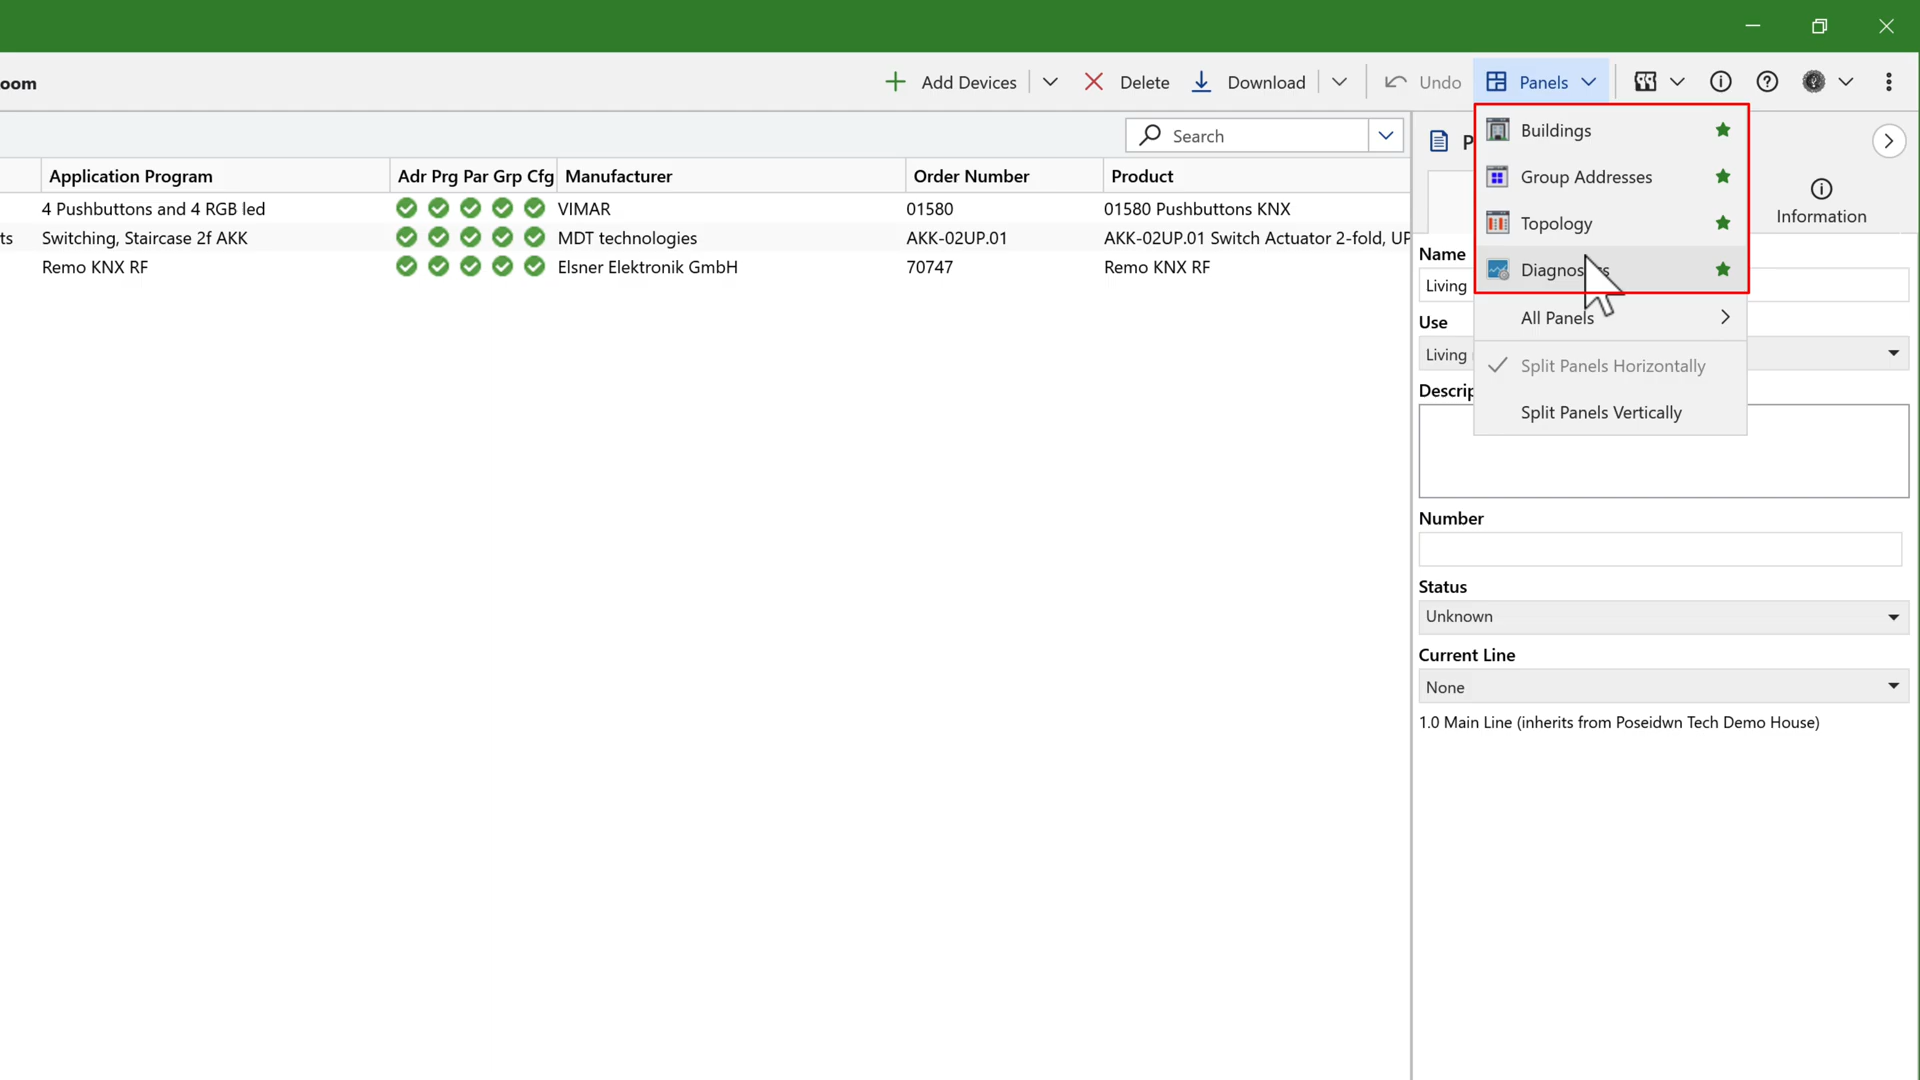 oom
Add Devices
Delete
Download
Undo
Panels
Search
Application Program
Adr Prg Par Grp Cfg
Manufacturer
Order Number
Product
4 Pushbuttons and 4 RGB led
VIMAR
01580
01580 Pushbuttons KNX
ts
Switching, Staircase 2f AKK
MDT technologies
AKK-02UP.01
AKK-02UP.01 Switch Actuator 2-fold, UP
Remo KNX RF
Elsner Elektronik GmbH
70747
Remo KNX RF
Buildings
Group Addresses
Topology
Diagnostics
All Panels
Split Panels Horizontally
Split Panels Vertically
P
Information
Name
Living
Use
Living
Descrip
Number
Status
Unknown
Current Line
None
1.0 Main Line (inherits from Poseidwn Tech Demo House)